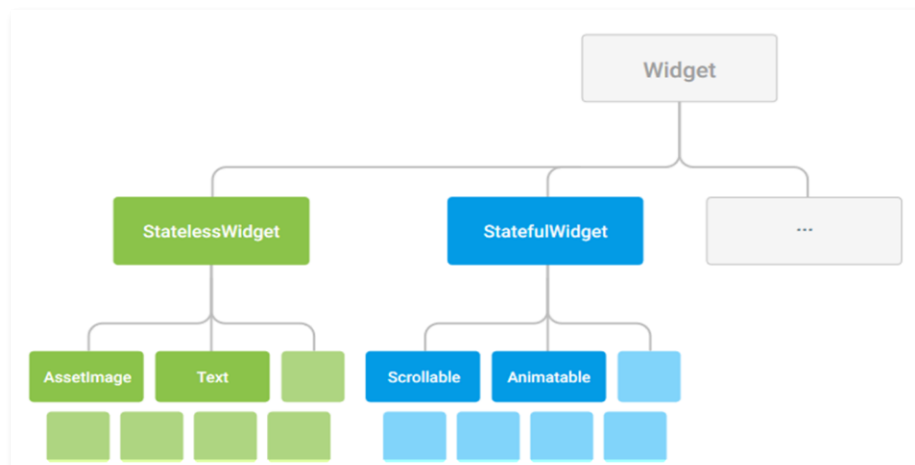 Widget
StatelessWidget
StatefulWidget
...
AssetImage
Text
Scrollable
Animatable